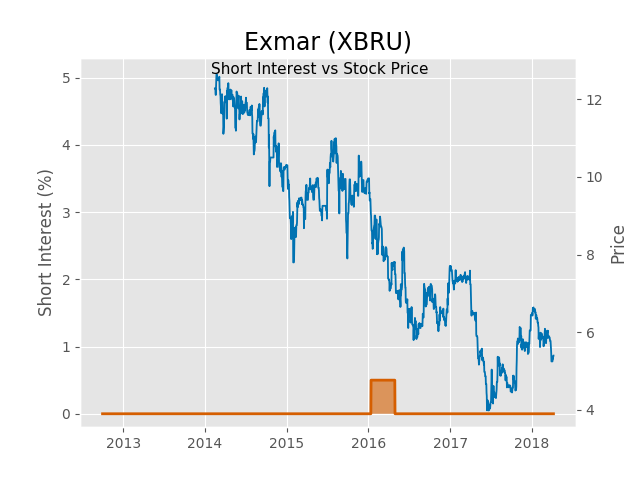 Exmar (XBRU)
Short Interest vs Stock Price
Short Interest (%)
5
4
3
2
1
0
12
10
8
6
4
Price
2013 2014 2015 2016 2017 2018